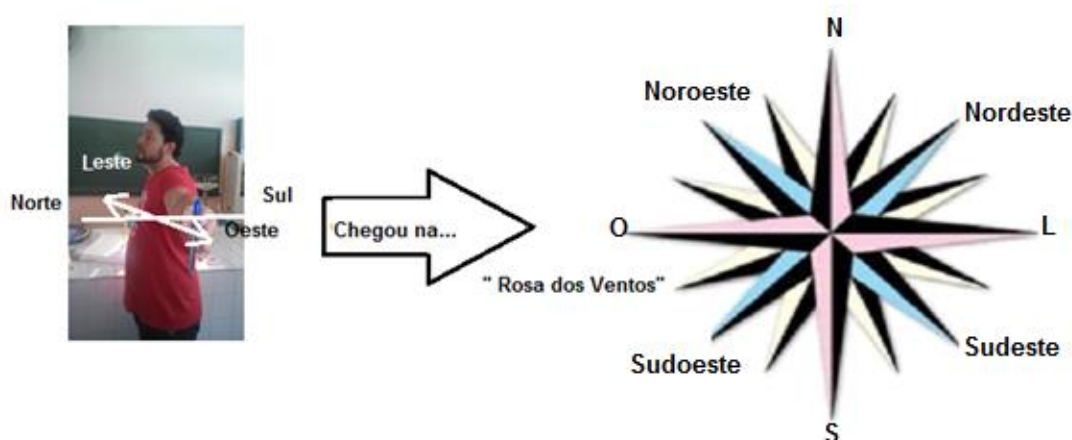 Leste
Norte
Sul
Oeste
Chegou na...
" Rosa dos Ventos"
N
Noroeste
Nordeste
O
L
Sudoeste
Sudeste
S